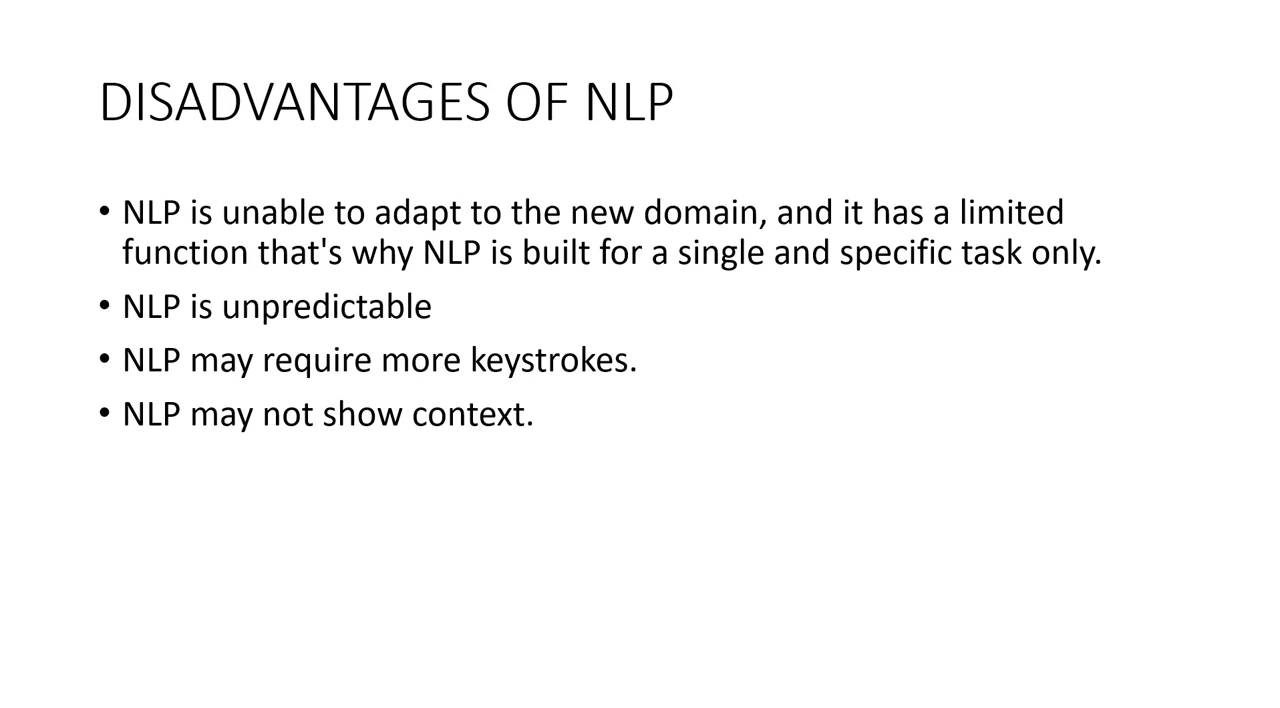 DISADVANTAGES OF NLP
• NLP is unable to adapt to the new domain, and it has a limited
function that's why NLP is built for a single and specific task only.
• NLP is unpredictable
• NLP may require more keystrokes.
• NLP may not show context.